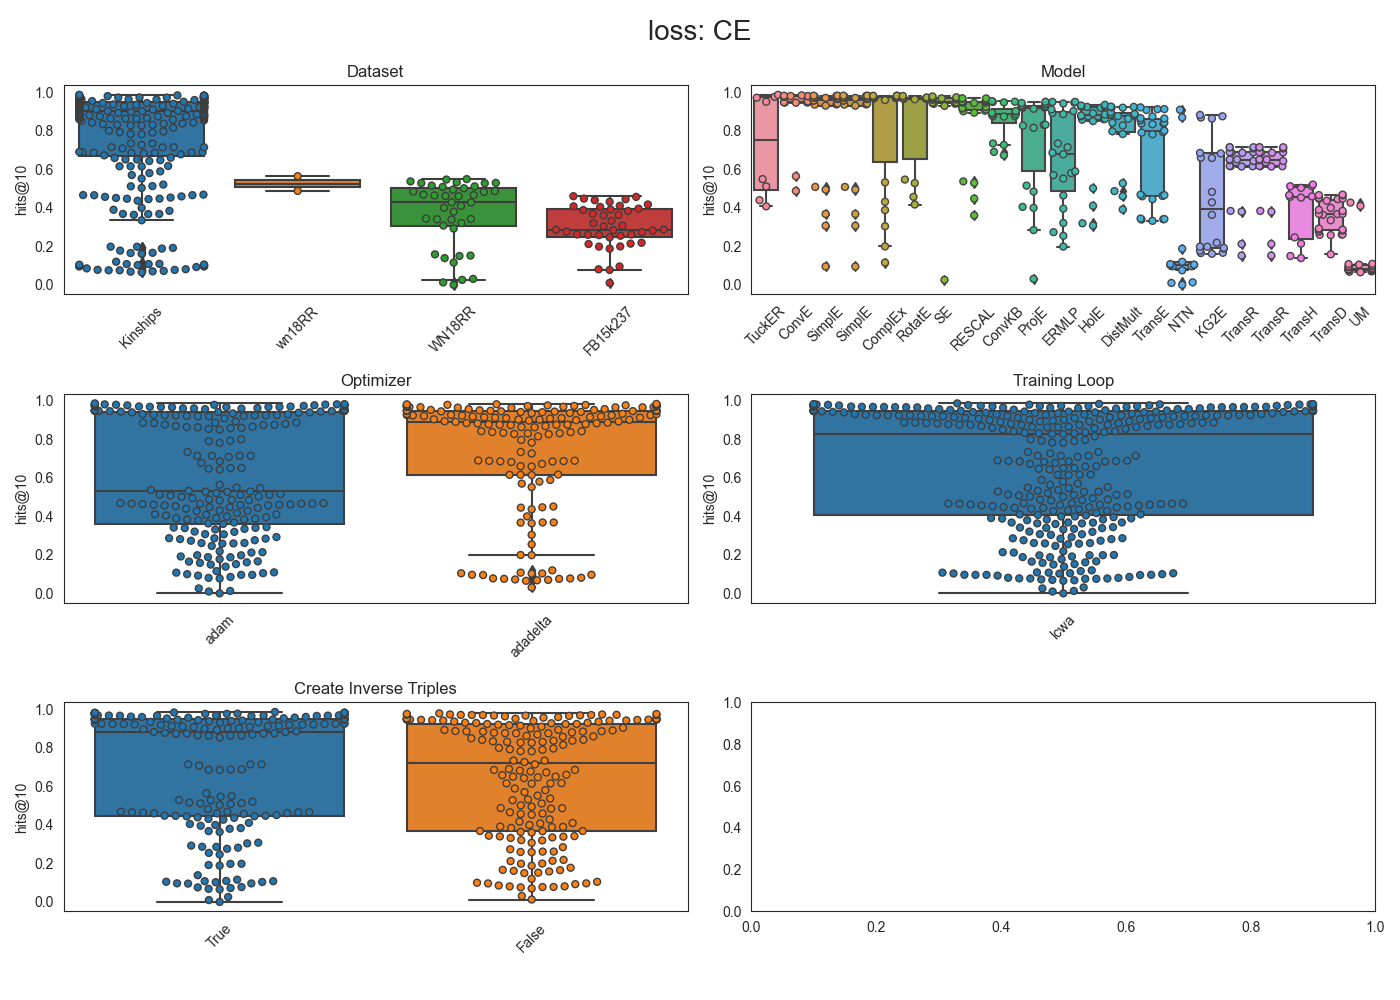 loss: CE
Dataset
hits@10
1.0
0.8
0.6
0.4
0.2
0.0
Kinships
wn18RR
WN18RR
FB15k237
Model
hits@10
1.0
0.8
0.6
0.4
0.2
0.0
TuckER
ConvE
SimplE
SimplE
ComplEx
RotatE
SE
RESCAL
ConvKB
ProjE
ERMLP
HolE
DistMult
TransE
NTN
KG2E
TransR
TransR
TransH
TransD
UM
Optimizer
hits@10
1.0
0.8
0.6
0.4
0.2
0.0
adam
adadelta
Training Loop
hits@10
1.0
0.8
0.6
0.4
0.2
0.0
lcwa
Create Inverse Triples
hits@10
1.0
0.8
0.6
0.4
0.2
0.0
True
False
1.0
0.8
0.6
0.4
0.2
0.0
0.0 0.2 0.4 0.6 0.8 1.0